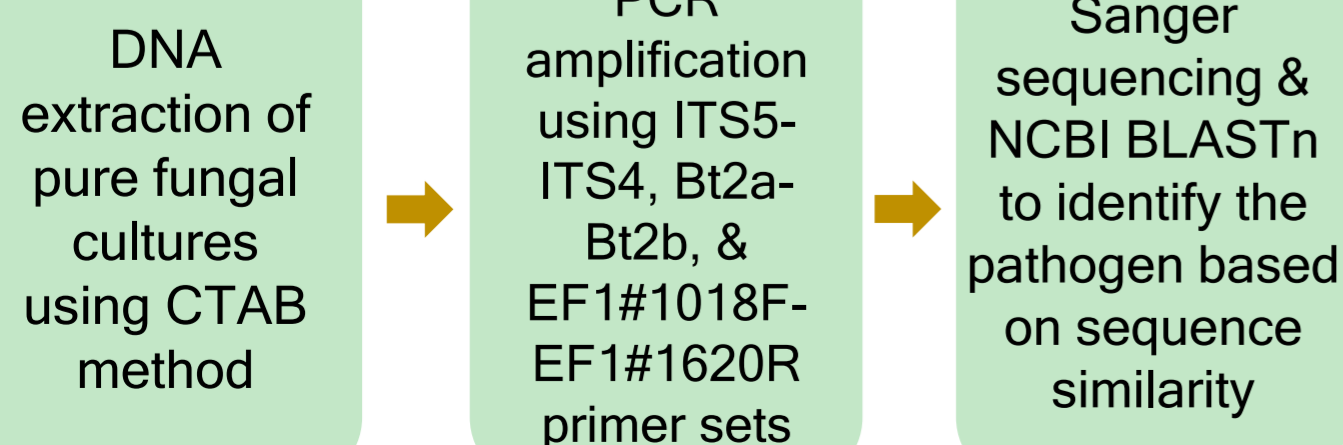 DNA
extraction of
pure fungal
cultures
using CTAB
method
PCR
amplification
using ITS5-
ITS4, Bt2a-
Bt2b, &
EF1#1018F-
EF1#1620R
primer sets
Sanger
sequencing &
NCBI BLASTn
to identify the
pathogen based
on sequence
similarity